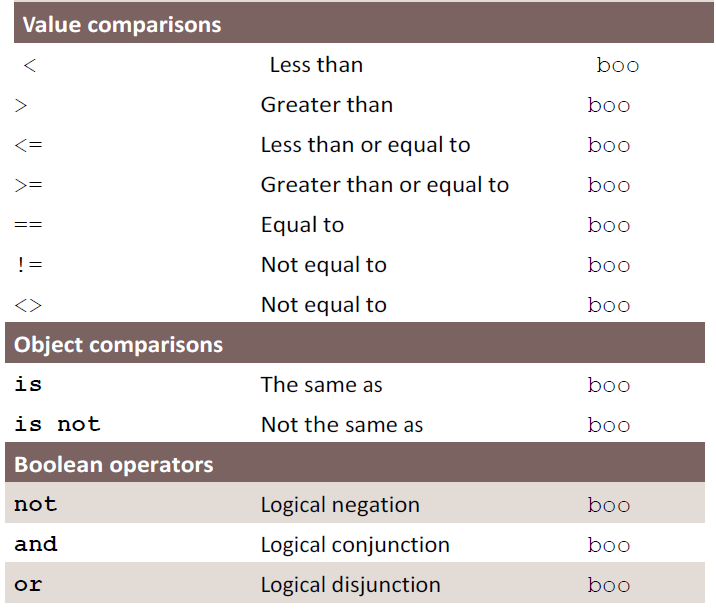 Value comparisons
< Less than boo
> Greater than boo
<= Less than or equal to boo
>= Greater than or equal to boo
== Equal to boo
!= Not equal to boo
<> Not equal to boo
Object comparisons
is The same as boo
is not Not the same as boo
Boolean operators
not Logical negation boo
and Logical conjunction boo
or Logical disjunction boo